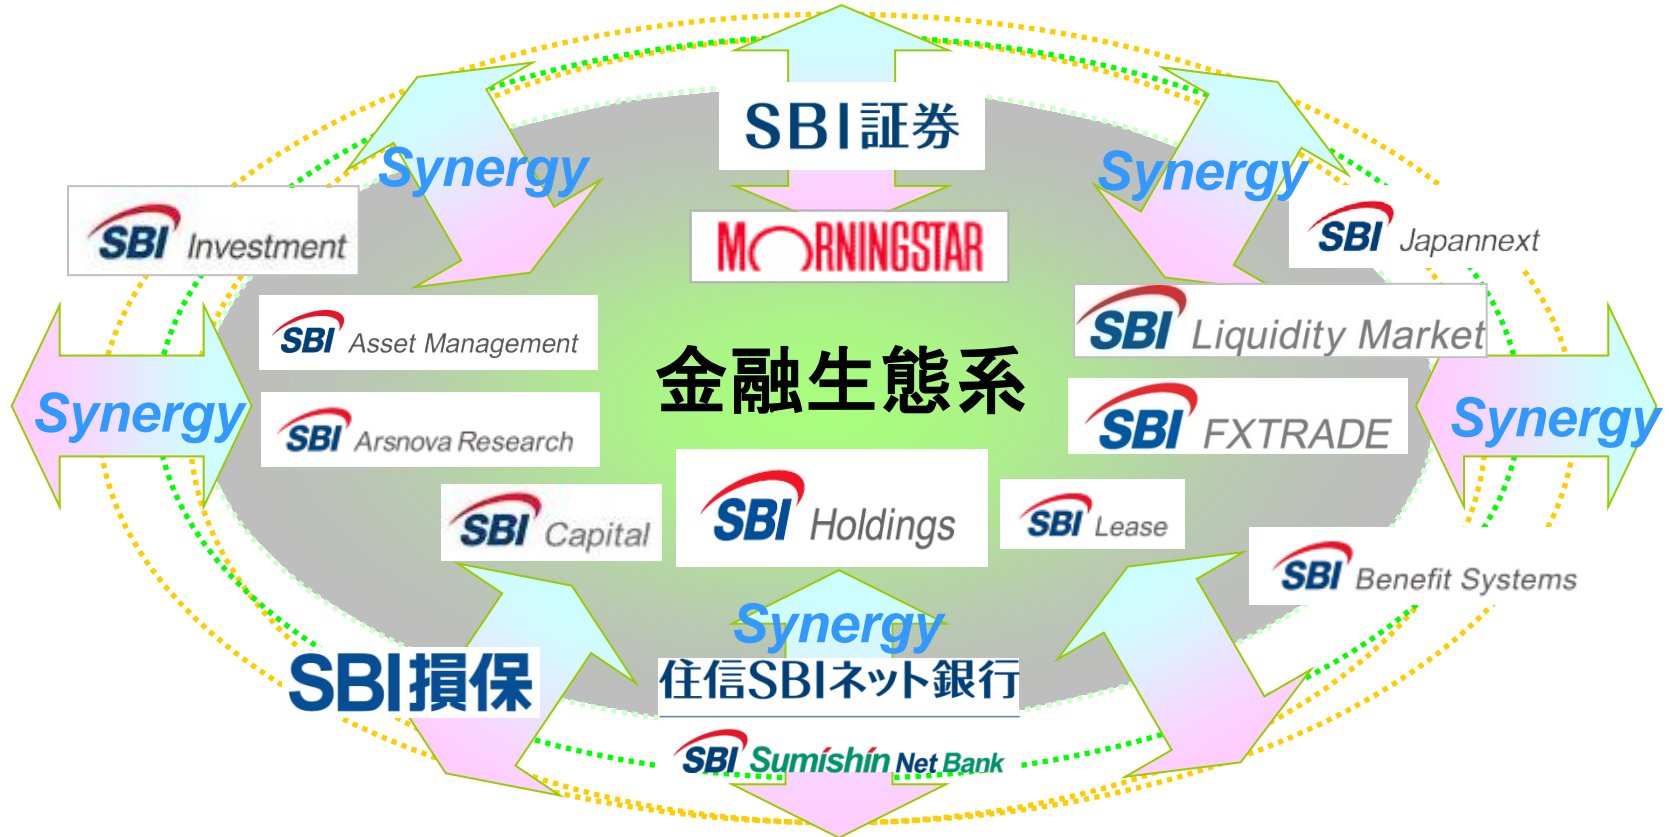 SBI証券
Synergy
Synergy
SBI Investment
MORNINGSTAR
SBI Japannext
SBI Asset Management
SBI Liquidity Market
金融生態系
Synergy
SBI Arsnova Research
SBI FXTRADE
Synergy
SBI Capital
SBI Holdings
SBI Lease
SBI Benefit Systems
Synergy
SBI損保
住信SBIネット銀行
SBI Sumishin Net Bank